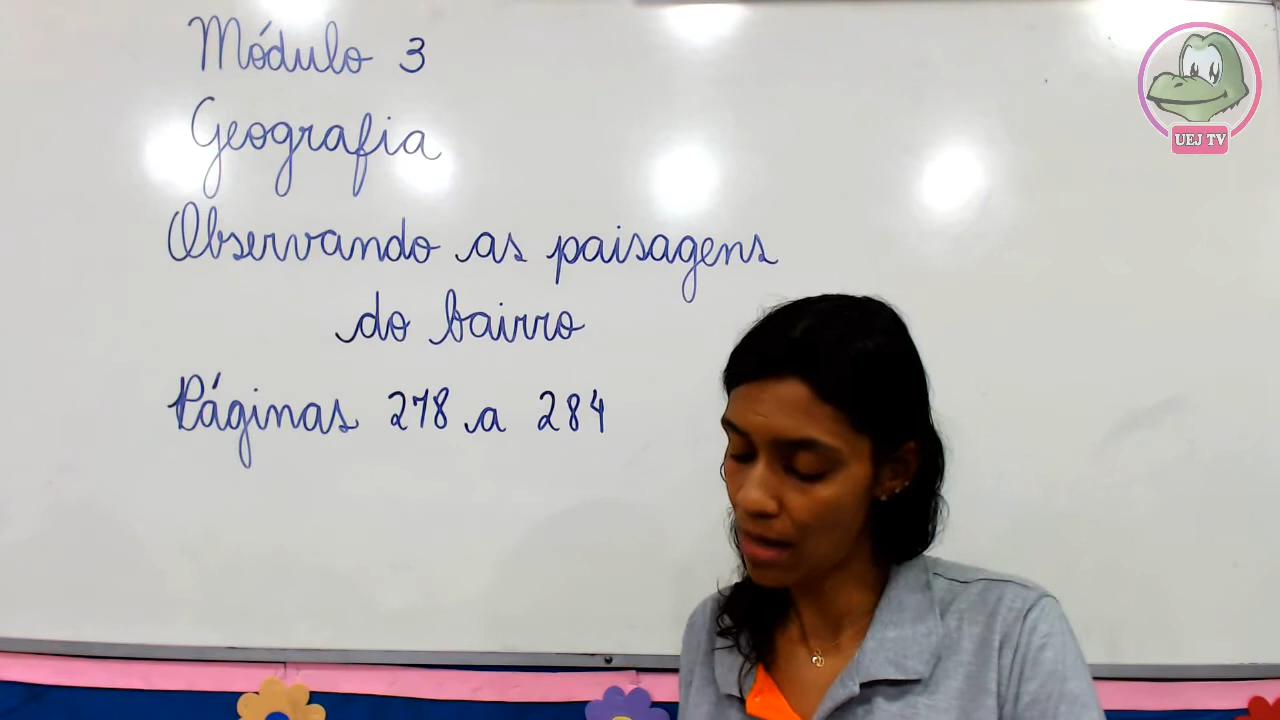 Módulo 3
Geografia
Observando as paisagens
do bairro
Páginas 278 a 284
UEJ TV